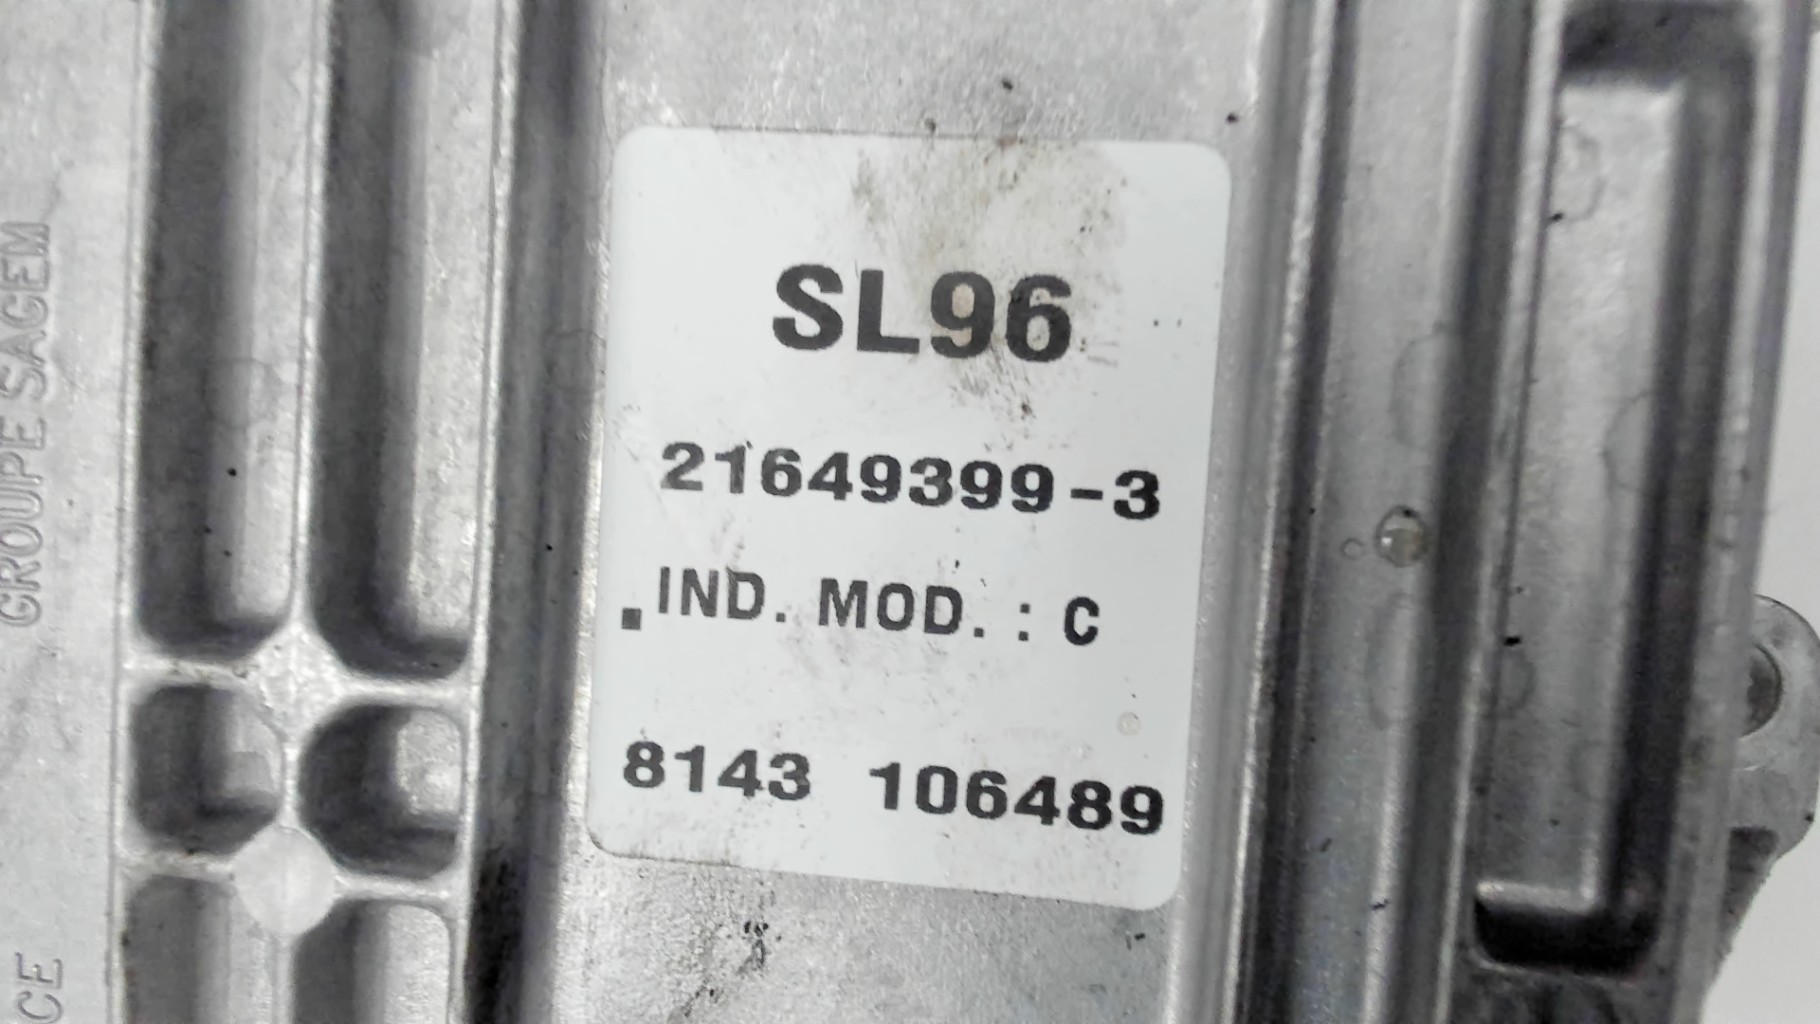 SL96
21649399-3
.IND. MOD. : C
8143 106489
GROUPE SAGEM